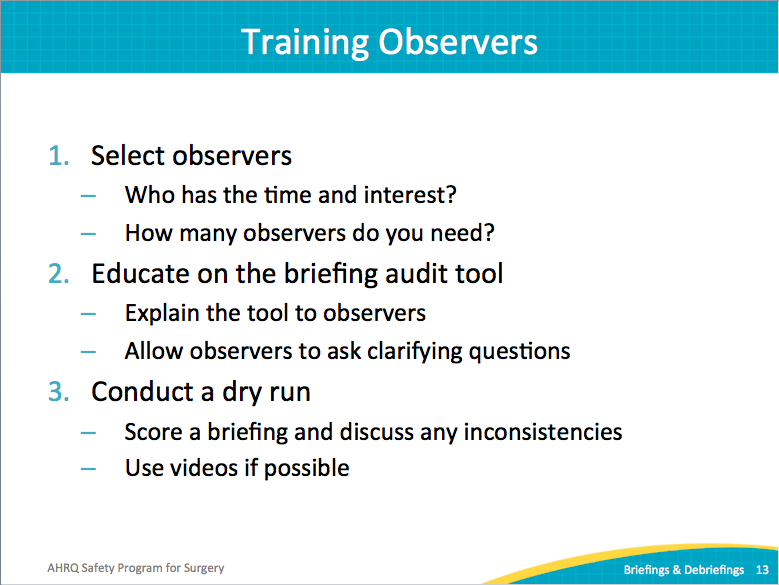 Training Observers
1. Select observers
– Who has the time and interest?
– How many observers do you need?
2. Educate on the briefing audit tool
– Explain the tool to observers
– Allow observers to ask clarifying questions
3. Conduct a dry run
– Score a briefing and discuss any inconsistencies
– Use videos if possible
AHRQ Safety Program for Surgery
Briefings & Debriefings 13